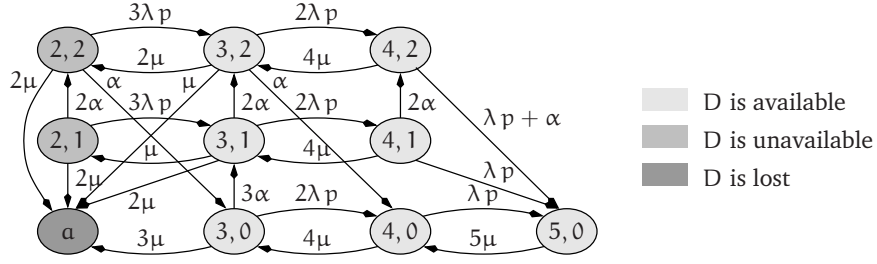 3λp 2λp
2, 2 3, 2 4, 2
2μ 4μ
2μ α μ α
2α 3λp 2α 2λp 2α λp + α
2, 1 3, 1 4, 1
μ 4μ
2μ λp
2μ 3α 2λp λp
a 3, 0 4, 0 5, 0
3μ 4μ 5μ
D is available
D is unavailable
D is lost